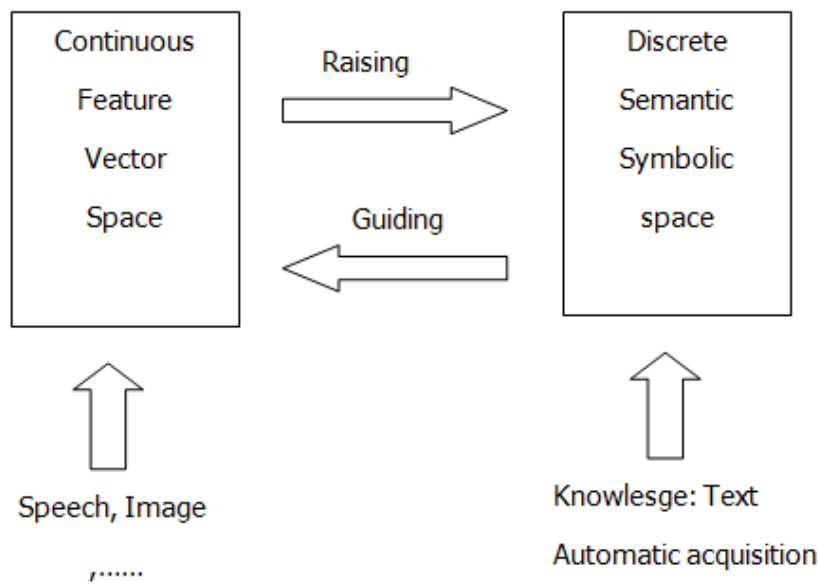 Continuous
Feature
Vector
Space
Raising
Guiding
Discrete
Semantic
Symbolic
space
Speech, Image
,......
Knowlesge: Text
Automatic acquisition